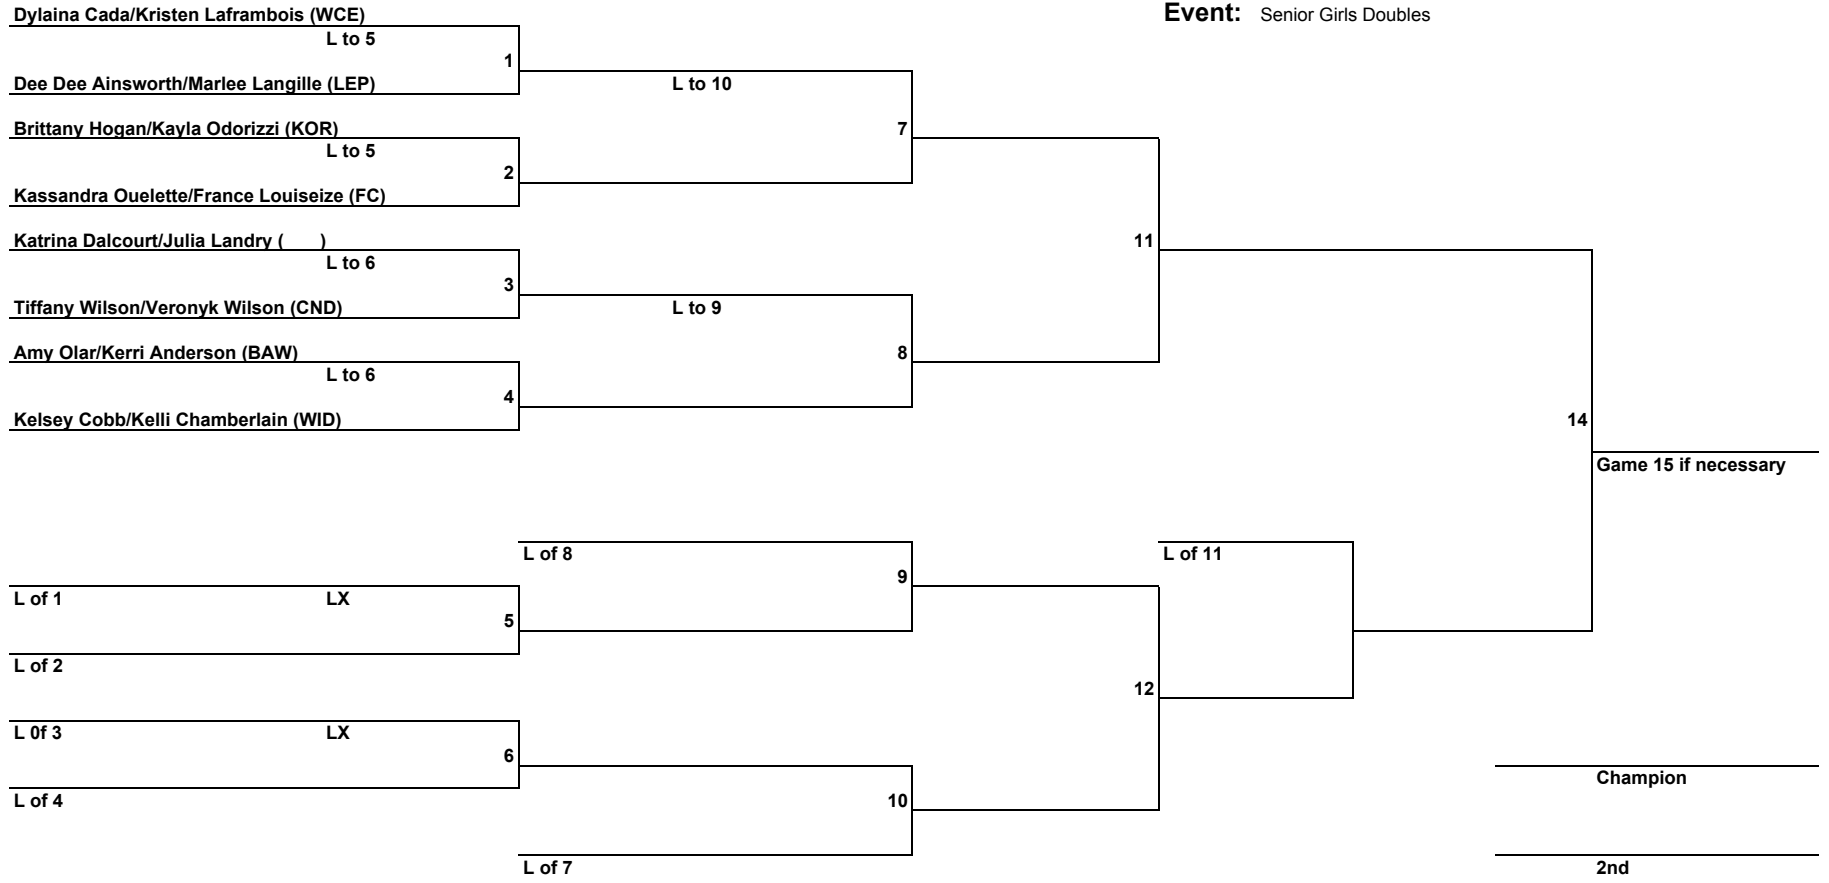 Dylaina Cada/Kristen Laframbois (WCE)
Event: Senior Girls Doubles
L to 5
1
Dee Dee Ainsworth/Marlee Langille (LEP)
L to 10
Brittany Hogan/Kayla Odorizzi (KOR)
7
L to 5
2
Kassandra Ouelette/France Louiseize (FC)
Katrina Dalcourt/Julia Landry ( )
11
L to 6
3
Tiffany Wilson/Veronyk Wilson (CND)
L to 9
Amy Olar/Kerri Anderson (BAW)
8
L to 6
4
Kelsey Cobb/Kelli Chamberlain (WID)
14
Game 15 if necessary
L of 8
L of 11
9
L of 1
LX
5
L of 2
12
L 0f 3
LX
6
Champion
L of 4
10
L of 7
2nd